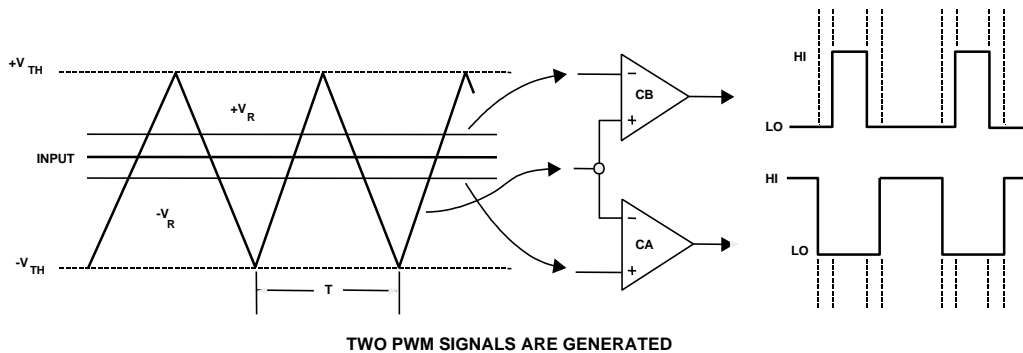 +V TH
+V R
INPUT
-V R
-V TH
T
−
CB
+
−
CA
+
HI
LO
HI
LO
TWO PWM SIGNALS ARE GENERATED